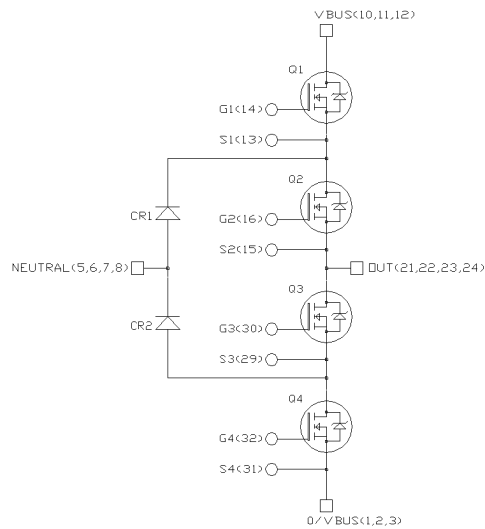 VBUS(10,11,12)
Q1
G1(14)
S1(13)
Q2
CR1
G2(16)
S2(15)
NEUTRAL(5,6,7,8)
OUT(21,22,23,24)
Q3
CR2
G3(30)
S3(29)
Q4
G4(32)
S4(31)
0/VBUS(1,2,3)